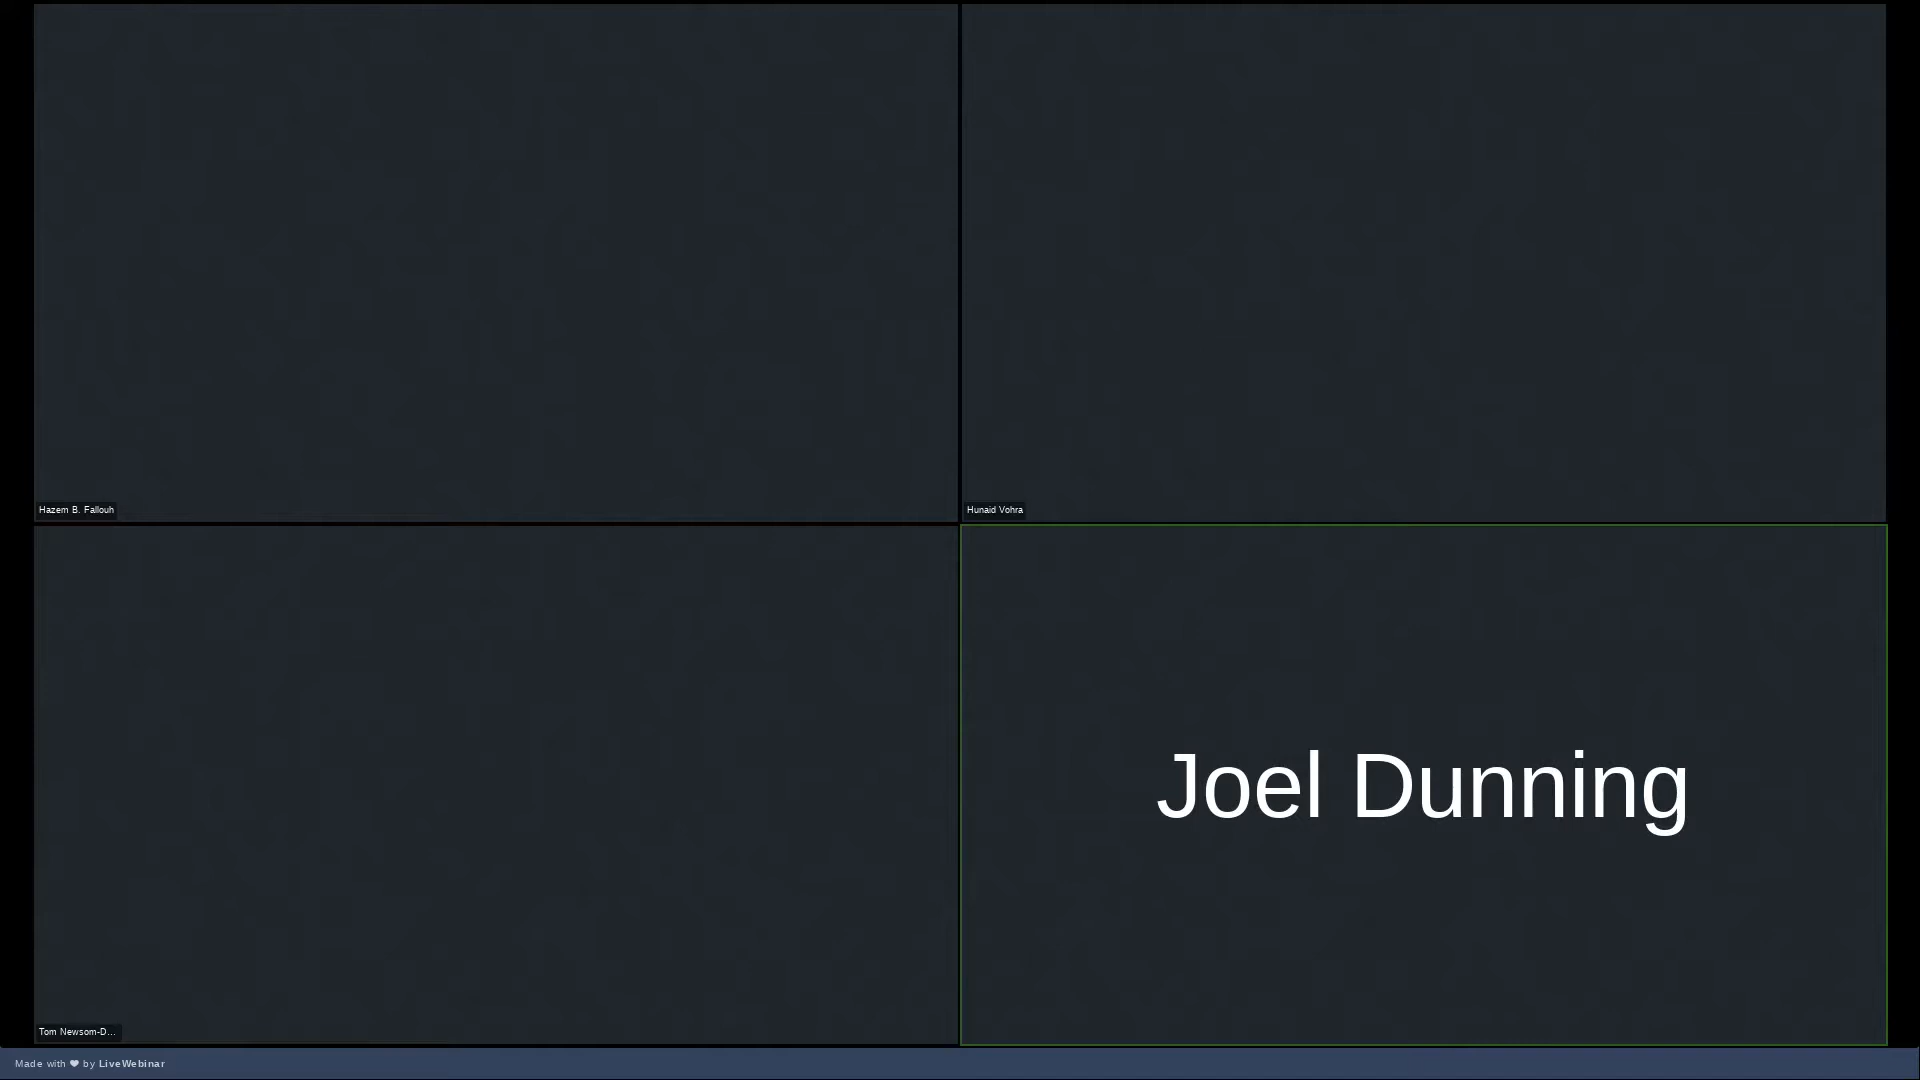 Hazem B. Fallouh
Hunaid Vohra
Tom Newsom-D...
Joel Dunning
Made with ❤ by LiveWebinar